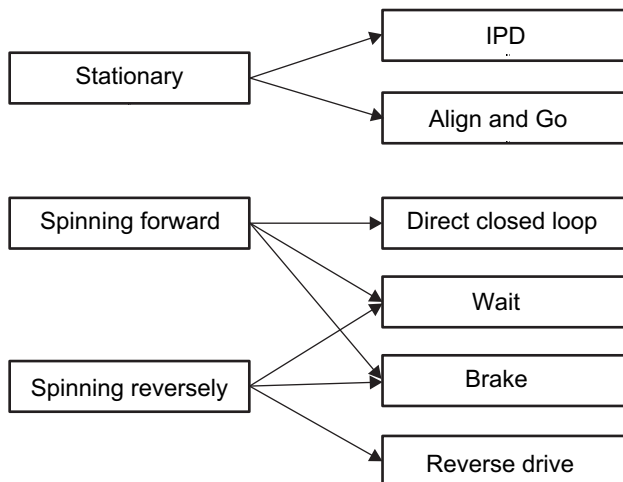 IPD
Stationary
Align and Go
Spinning forward
Direct closed loop
Wait
Spinning reversely
Brake
Reverse drive